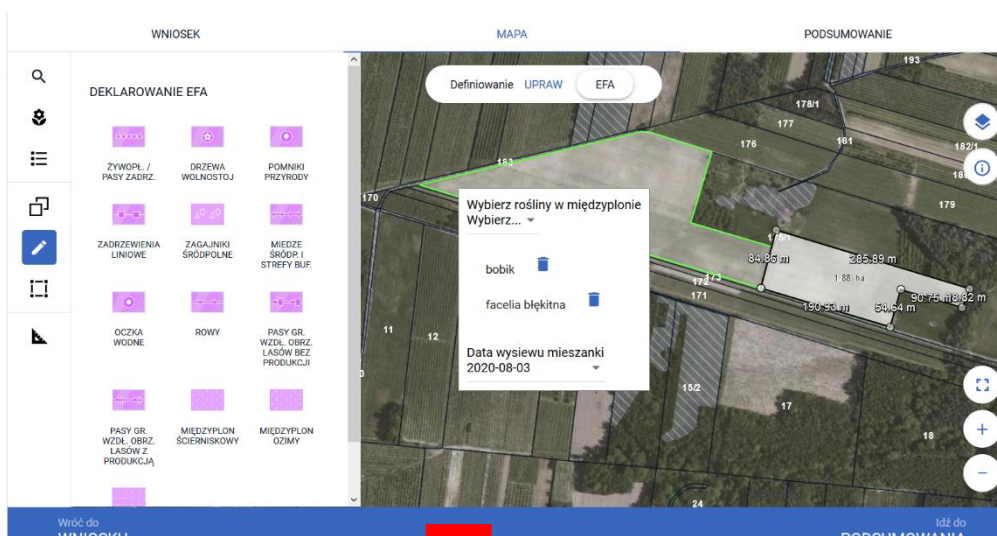 WNIOSEK
MAPA
PODSUMOWANIE
DEKLAROWANIE EFA
ŻYWOPŁ. /
PASY ZADRZ.
DRZEWA
WOLNOSTOJ
POMNIKI
PRZYRODY
ZADRZEWIENIA
LINIOWE
ZAGAJNIKI
ŚRÓDPOLNE
MIEDZE
ŚRÓDP. I
STREFY BUF.
OCZKA
WODNE
ROWY
PASY GR.
WZDŁ. OBRZ.
LASÓW BEZ
PRODUKCJI
PASY GR.
WZDŁ. OBRZ.
LASÓW Z
PRODUKCJĄ
MIĘDZYPLON
ŚCIERNISKOWY
MIĘDZYPLON
OZIMY
Definiowanie UPRAW EFA
193
178/1
177
176
181
182/1
183
179
170
178/1
84.85 m
285.89 m
1.88 ha
173
172
171
190.93 m
54.64 m
90.75 m
38.82 m
11
12
15/2
17
18
24
Wybierz rośliny w międzyplonie
Wybierz...
bobik
facelia błękitna
Data wysiewu mieszanki
2020-08-03
Wróć do
WNIOSKU
Idź do
PODSUMOWANIA